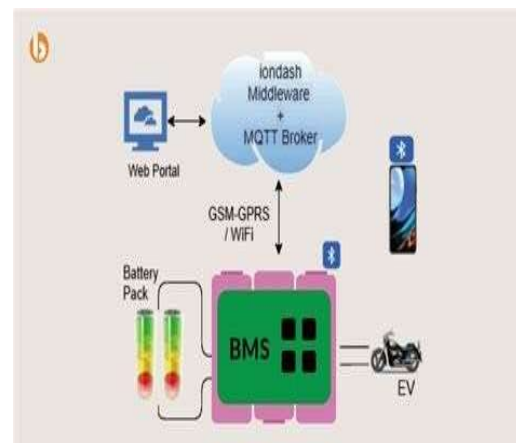 iondash
Middleware
+
MQTT Broker
Web Portal
GSM-GPRS
/ WiFi
Battery
Pack
BMS
EV